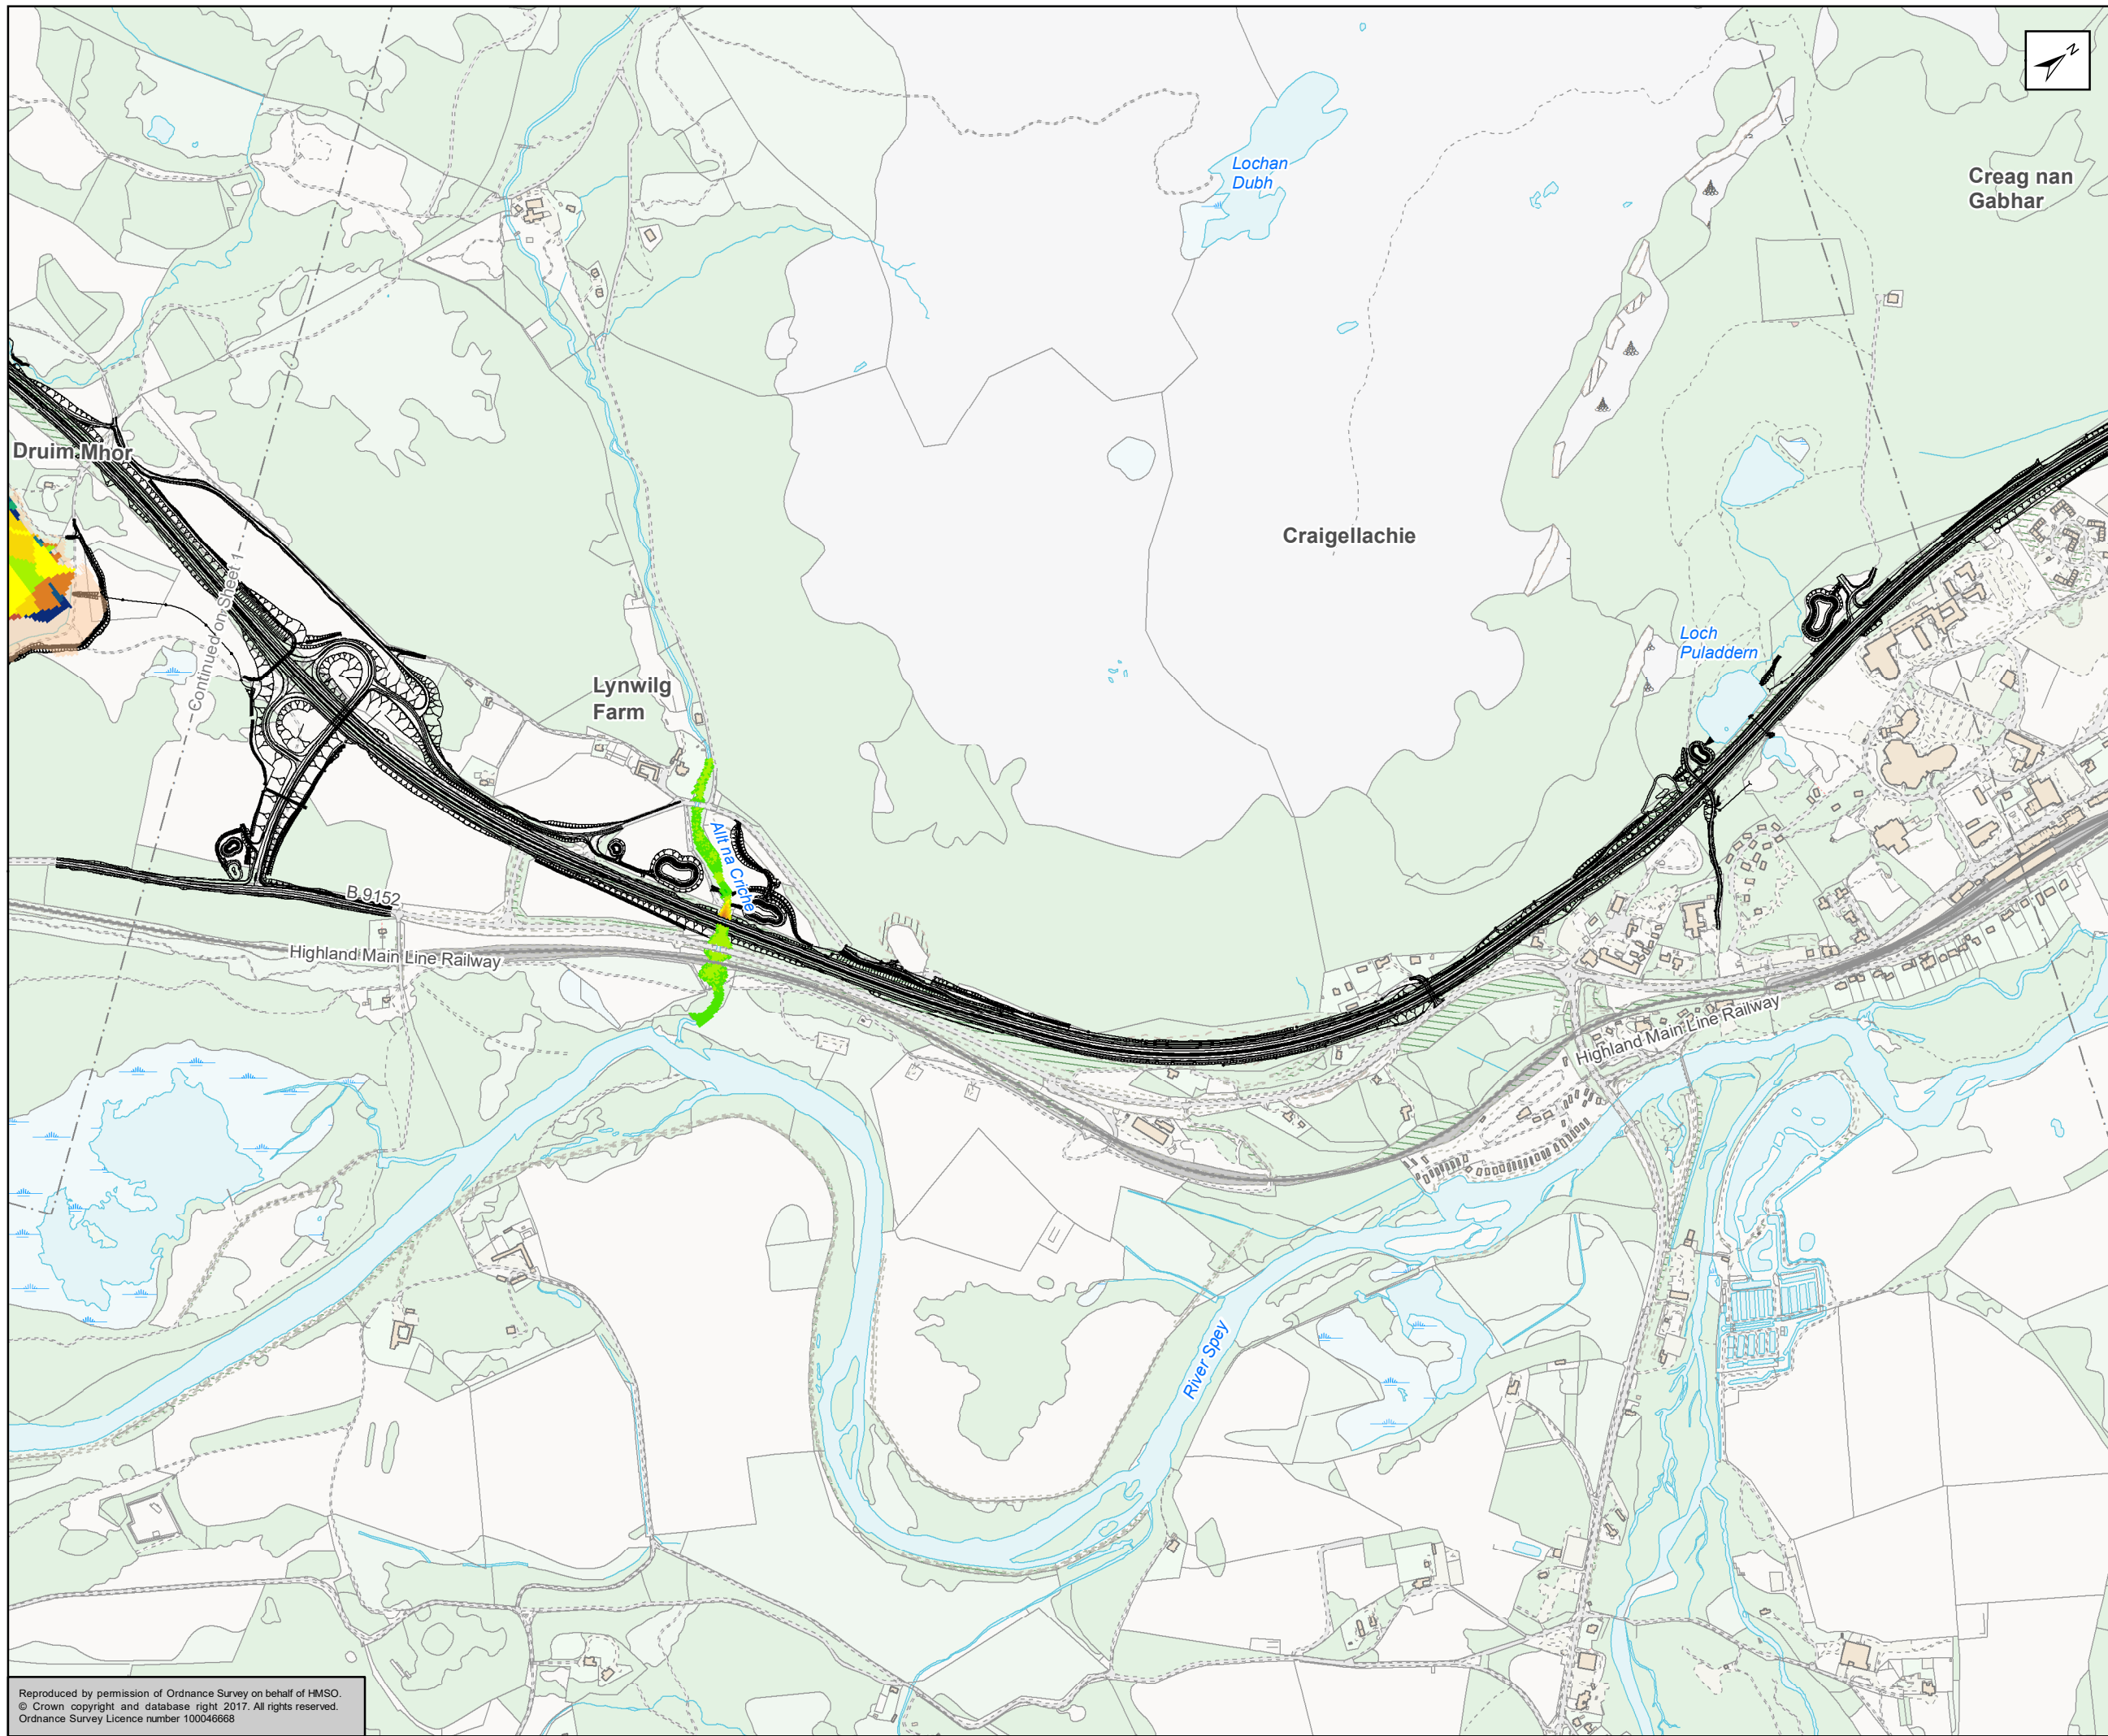 N
Lochan
Dubh
Creag nan
Gabhar
Druim Mhor
Craigellachie
Continued on Sheet 1
Loch
Puladdern
Lynwilg
Farm
Allt na Criche
B 9152
Highland Main Line Railway
Highland Main Line Railway
River Spey
Reproduced by permission of Ordnance Survey on behalf of HMSO.
© Crown copyright and database right 2017. All rights reserved.
Ordnance Survey Licence number 100046668